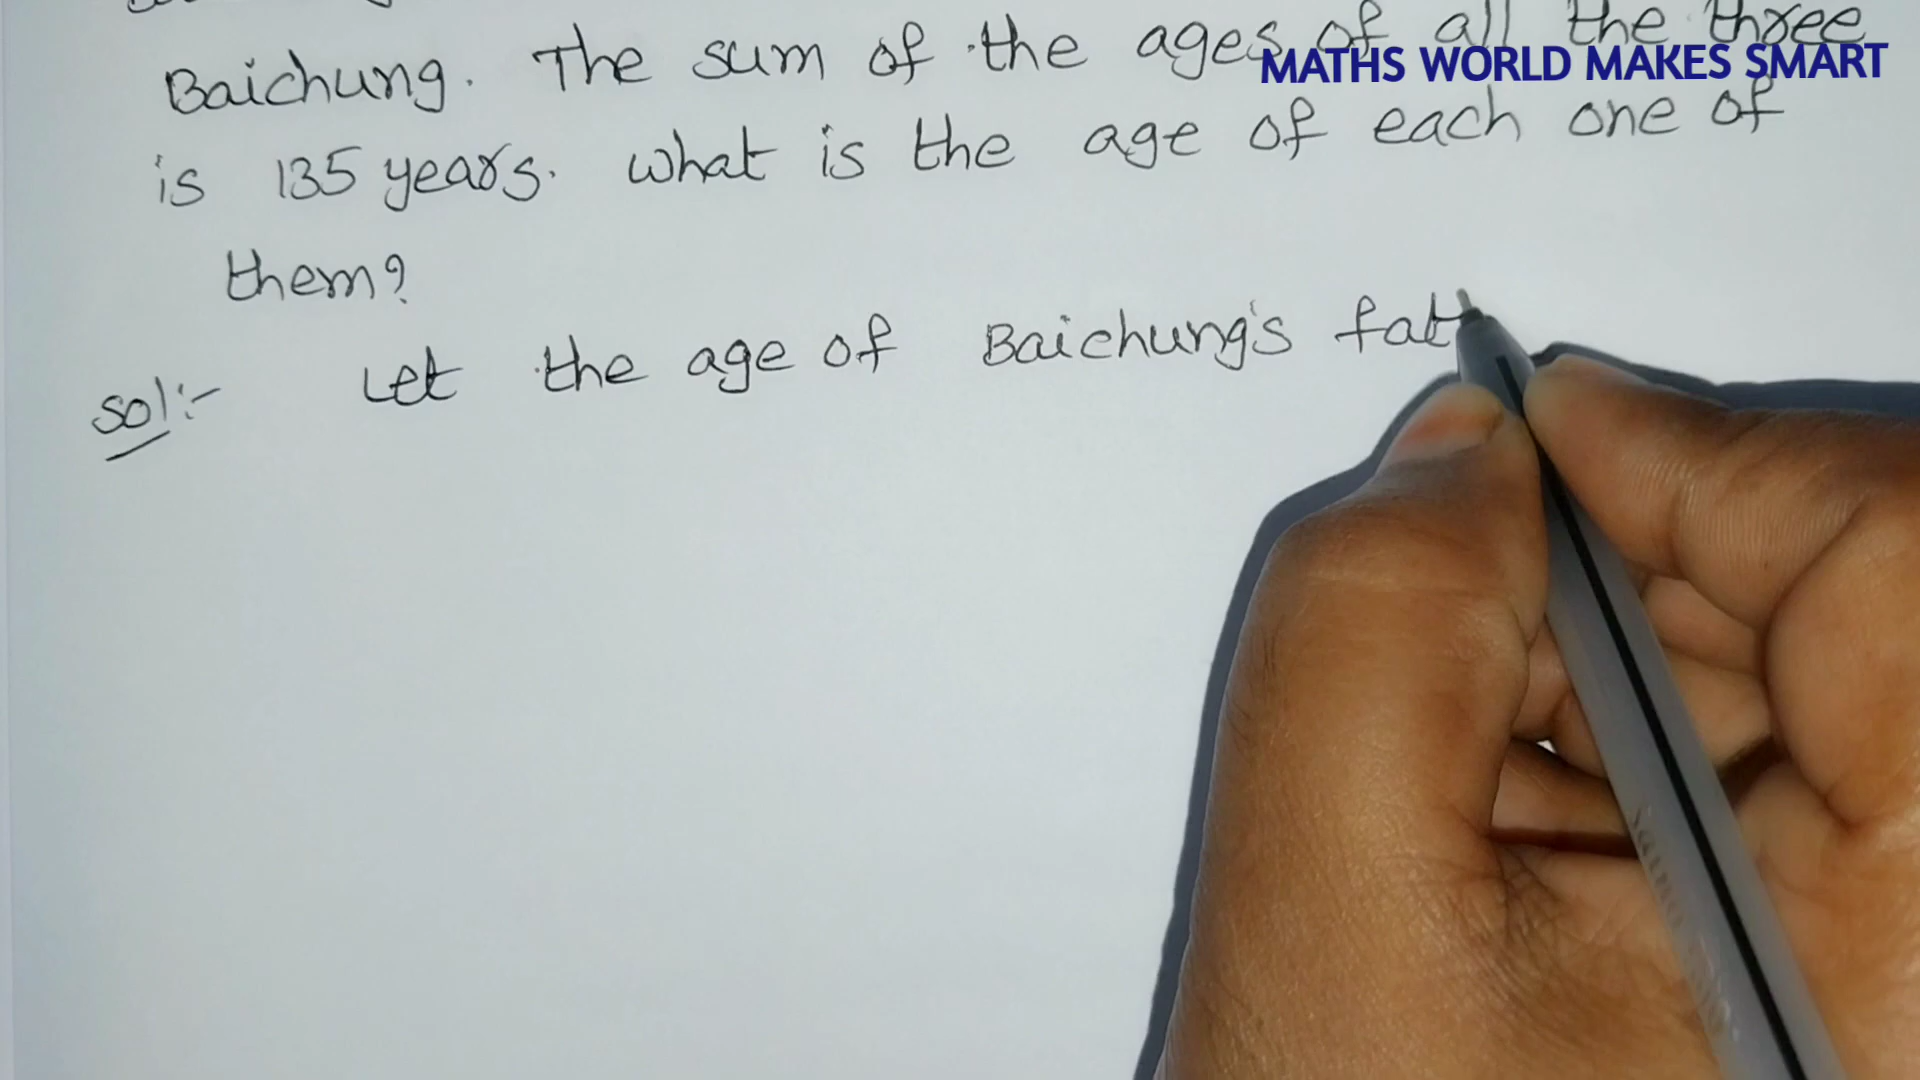 Baichung. The sum of the ages of all the three
MATHS WORLD MAKES SMART
is 135 years. what is the age of each one of
them?
Sol:- Let the age of Baichung's fat